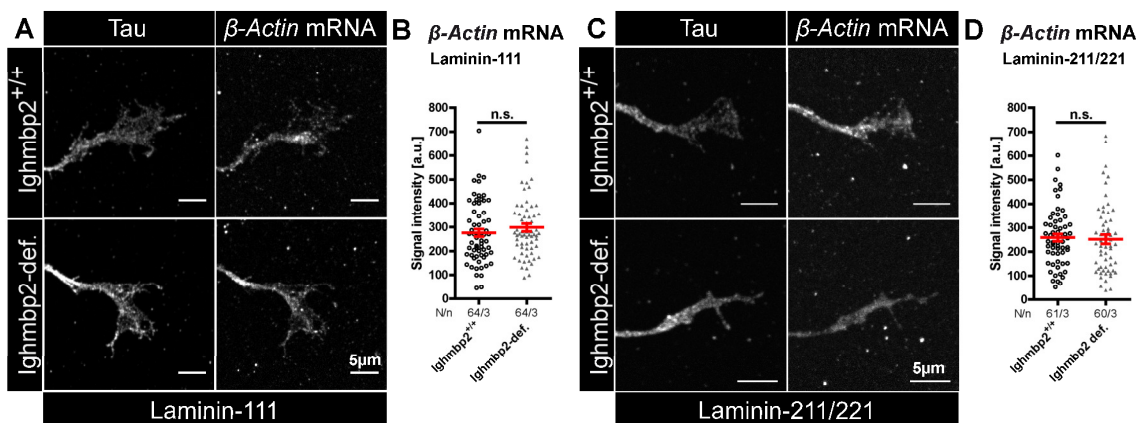 A
Tau
β-Actin mRNA
Ighmbp2+/+
Ighmbp2-def.
5µm
Laminin-111
B
β-Actin mRNA
Laminin-111
n.s.
Signal intensity [a.u.]
800
700
600
500
400
300
200
100
0
N/n
64/3
64/3
Ighmbp2+/+
Ighmbp2-def.
C
Tau
β-Actin mRNA
Ighmbp2+/+
Ighmbp2-def.
5µm
Laminin-211/221
D
β-Actin mRNA
Laminin-211/221
n.s.
Signal intensity [a.u.]
800
700
600
500
400
300
200
100
0
N/n
61/3
60/3
Ighmbp2+/+
Ighmbp2 def.